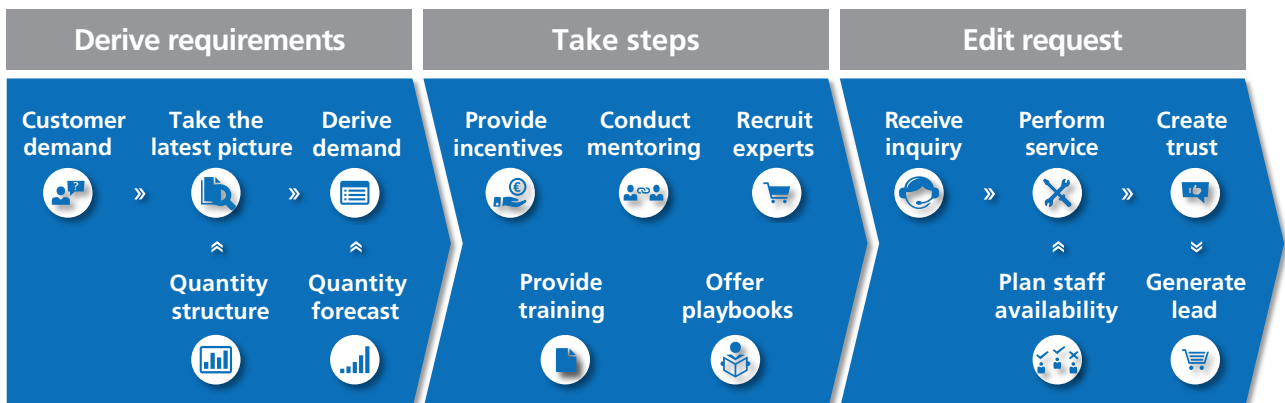 Derive requirements
Take steps
Edit request
Customer
demand
Take the
latest picture
Derive
demand
Quantity
structure
Quantity
forecast
Provide
incentives
Conduct
mentoring
Recruit
experts
Provide
training
Offer
playbooks
Receive
inquiry
Perform
service
Create
trust
Plan staff
availability
Generate
lead